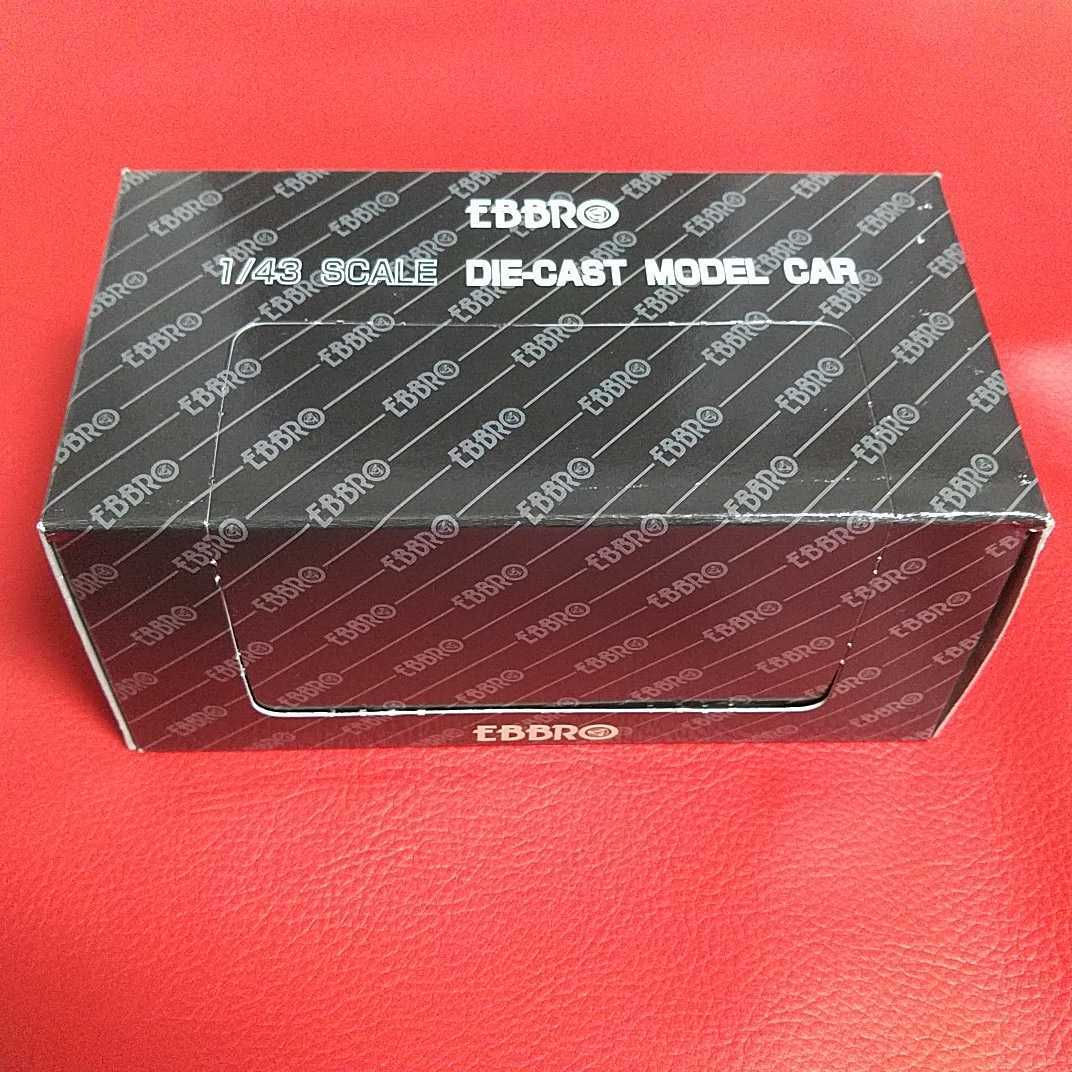 EBBRO
1/43 SCALE DIE-CAST MODEL CAR
EBBRO